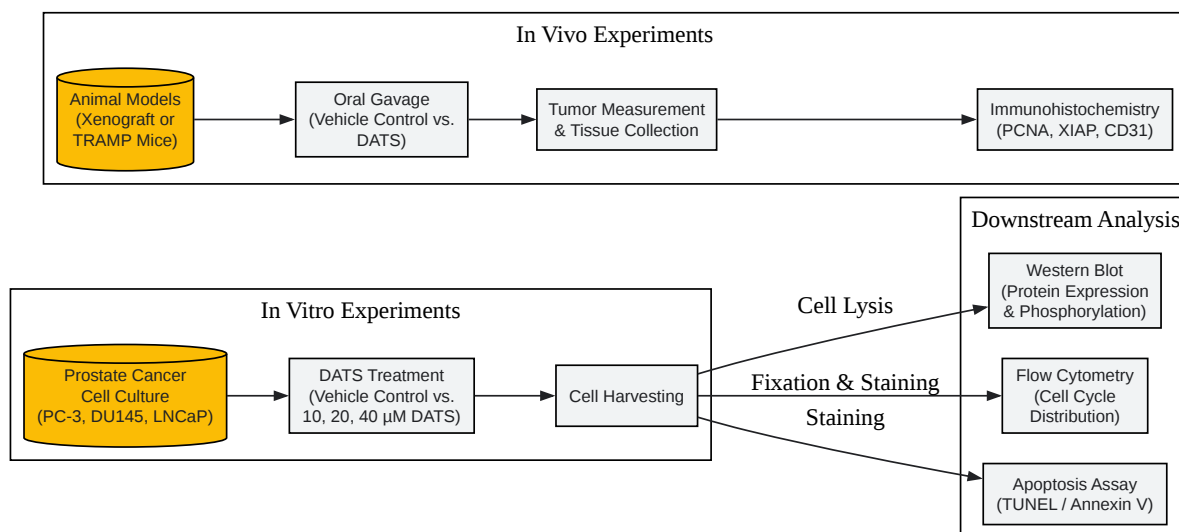 In Vivo Experiments
Animal Models
(Xenograft or
TRAMP Mice)
Oral Gavage
(Vehicle Control vs.
DATS)
Tumor Measurement
& Tissue Collection
Immunohistochemistry
(PCNA, XIAP, CD31)
In Vitro Experiments
Prostate Cancer
Cell Culture
(PC-3, DU145, LNCaP)
DATS Treatment
(Vehicle Control vs.
10, 20, 40 µM DATS)
Cell Harvesting
Cell Lysis
Fixation & Staining
Staining
Downstream Analysis
Western Blot
(Protein Expression
& Phosphorylation)
Flow Cytometry
(Cell Cycle
Distribution)
Apoptosis Assay
(TUNEL / Annexin V)